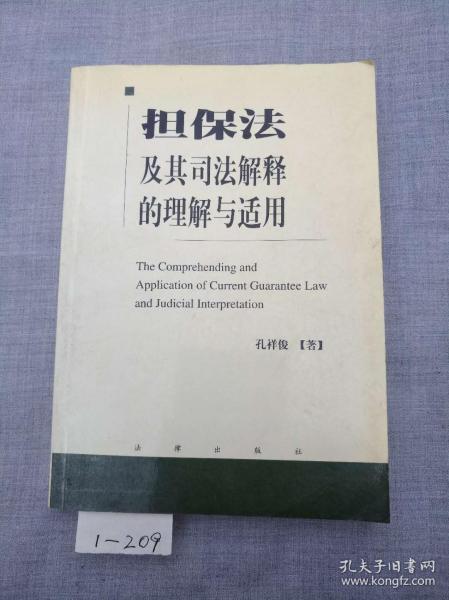 担保法
及其司法解释
的理解与适用
The Comprehending and
Application of Current Guarantee Law
and Judicial Interpretation
孔祥俊 【著】
法律出版社
1-209
孔夫子旧书网
www.kongfz.com